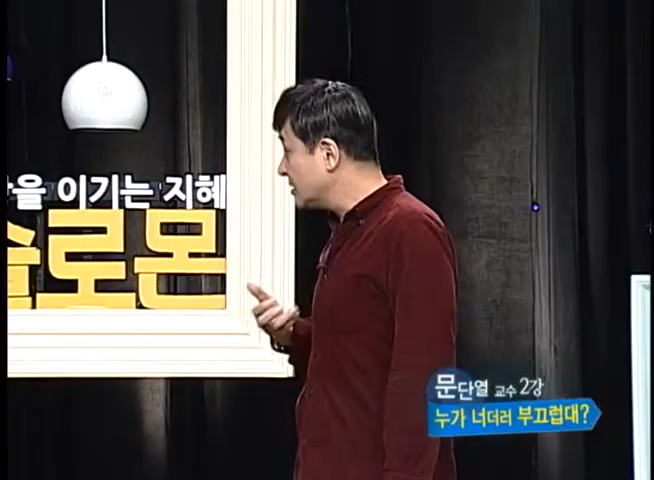 을 이기는 지혜
솔로몬
문단열 교수 2강
누가 너더러 부끄럽대?